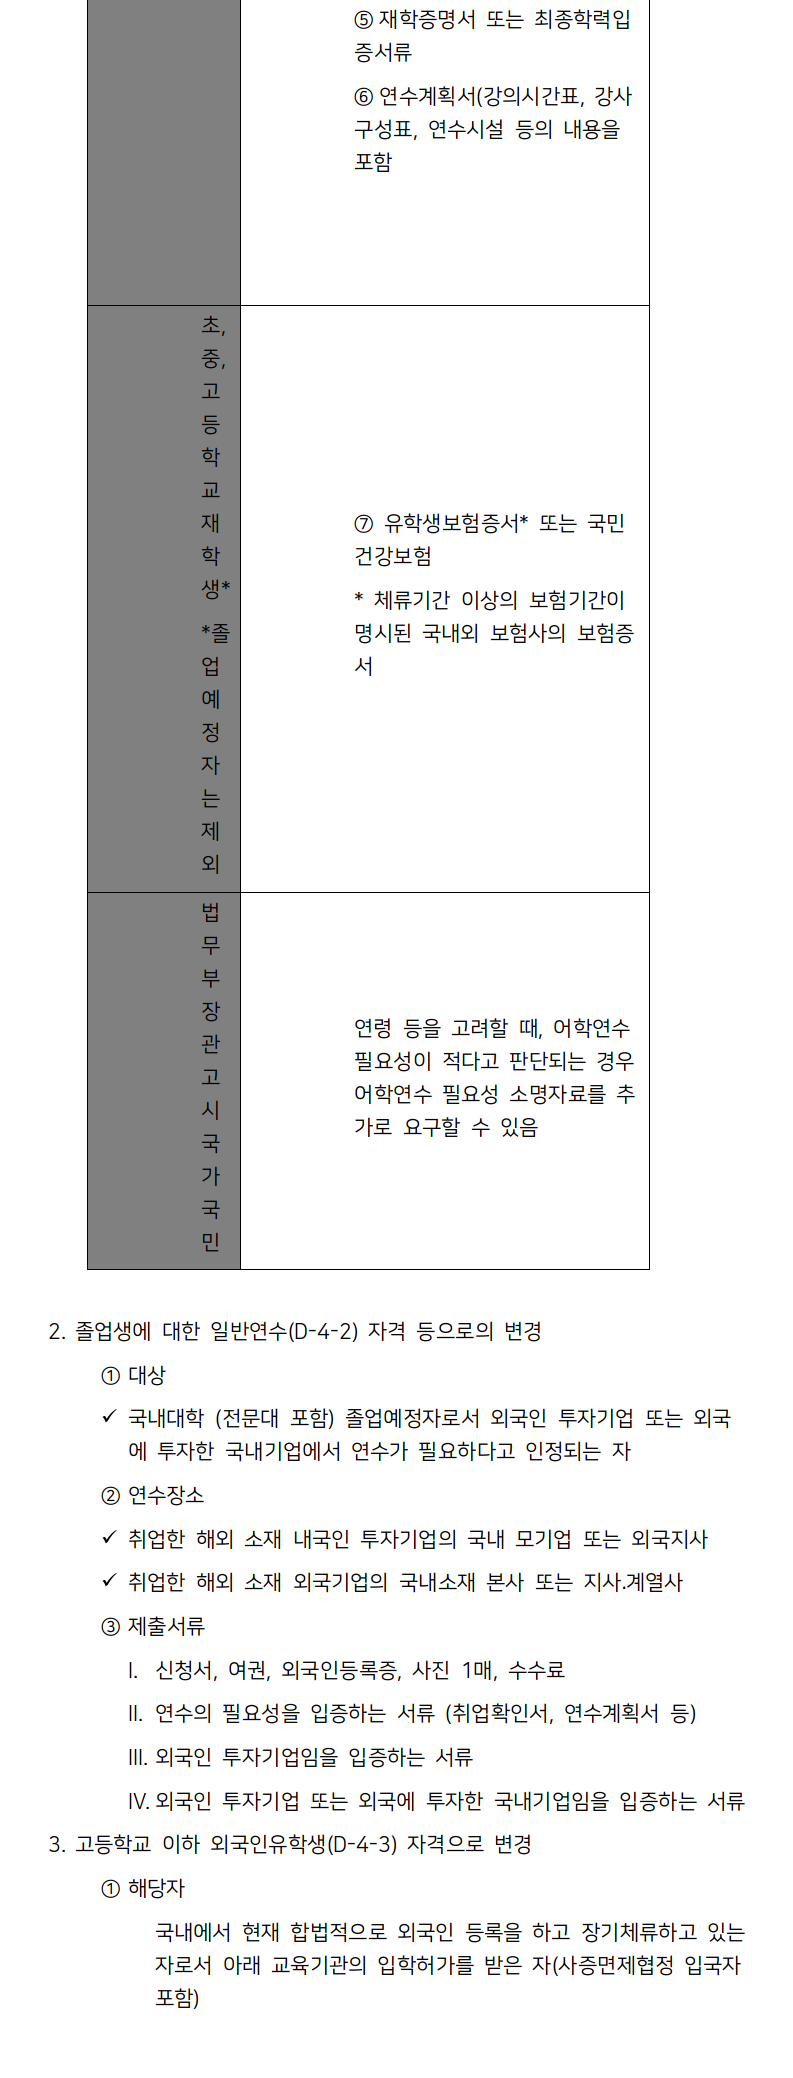 ⑤ 재학증명서 또는 최종학력입
증서류
⑥ 연수계획서(강의시간표, 강사
구성표, 연수시설 등의 내용을
포함
초,
중,
고
등
학
교
재
학
생*
*졸
업
예
정
자
는
제
외
⑦ 유학생보험증서* 또는 국민
건강보험
* 체류기간 이상의 보험기간이
명시된 국내외 보험사의 보험증
서
법
무
부
장
관
고
시
국
가
국
민
연령 등을 고려할 때, 어학연수
필요성이 적다고 판단되는 경우
어학연수 필요성 소명자료를 추
가로 요구할 수 있음
2. 졸업생에 대한 일반연수(D-4-2) 자격 등으로의 변경
① 대상
✓ 국내대학 (전문대 포함) 졸업예정자로서 외국인 투자기업 또는 외국
에 투자한 국내기업에서 연수가 필요하다고 인정되는 자
② 연수장소
✓ 취업한 해외 소재 내국인 투자기업의 국내 모기업 또는 외국지사
✓ 취업한 해외 소재 외국기업의 국내소재 본사 또는 지사.계열사
③ 제출서류
I. 신청서, 여권, 외국인등록증, 사진 1매, 수수료
II. 연수의 필요성을 입증하는 서류 (취업확인서, 연수계획서 등)
III. 외국인 투자기업임을 입증하는 서류
IV. 외국인 투자기업 또는 외국에 투자한 국내기업임을 입증하는 서류
3. 고등학교 이하 외국인유학생(D-4-3) 자격으로 변경
① 해당자
국내에서 현재 합법적으로 외국인 등록을 하고 장기체류하고 있는
자로서 아래 교육기관의 입학허가를 받은 자(사증면제협정 입국자
포함)